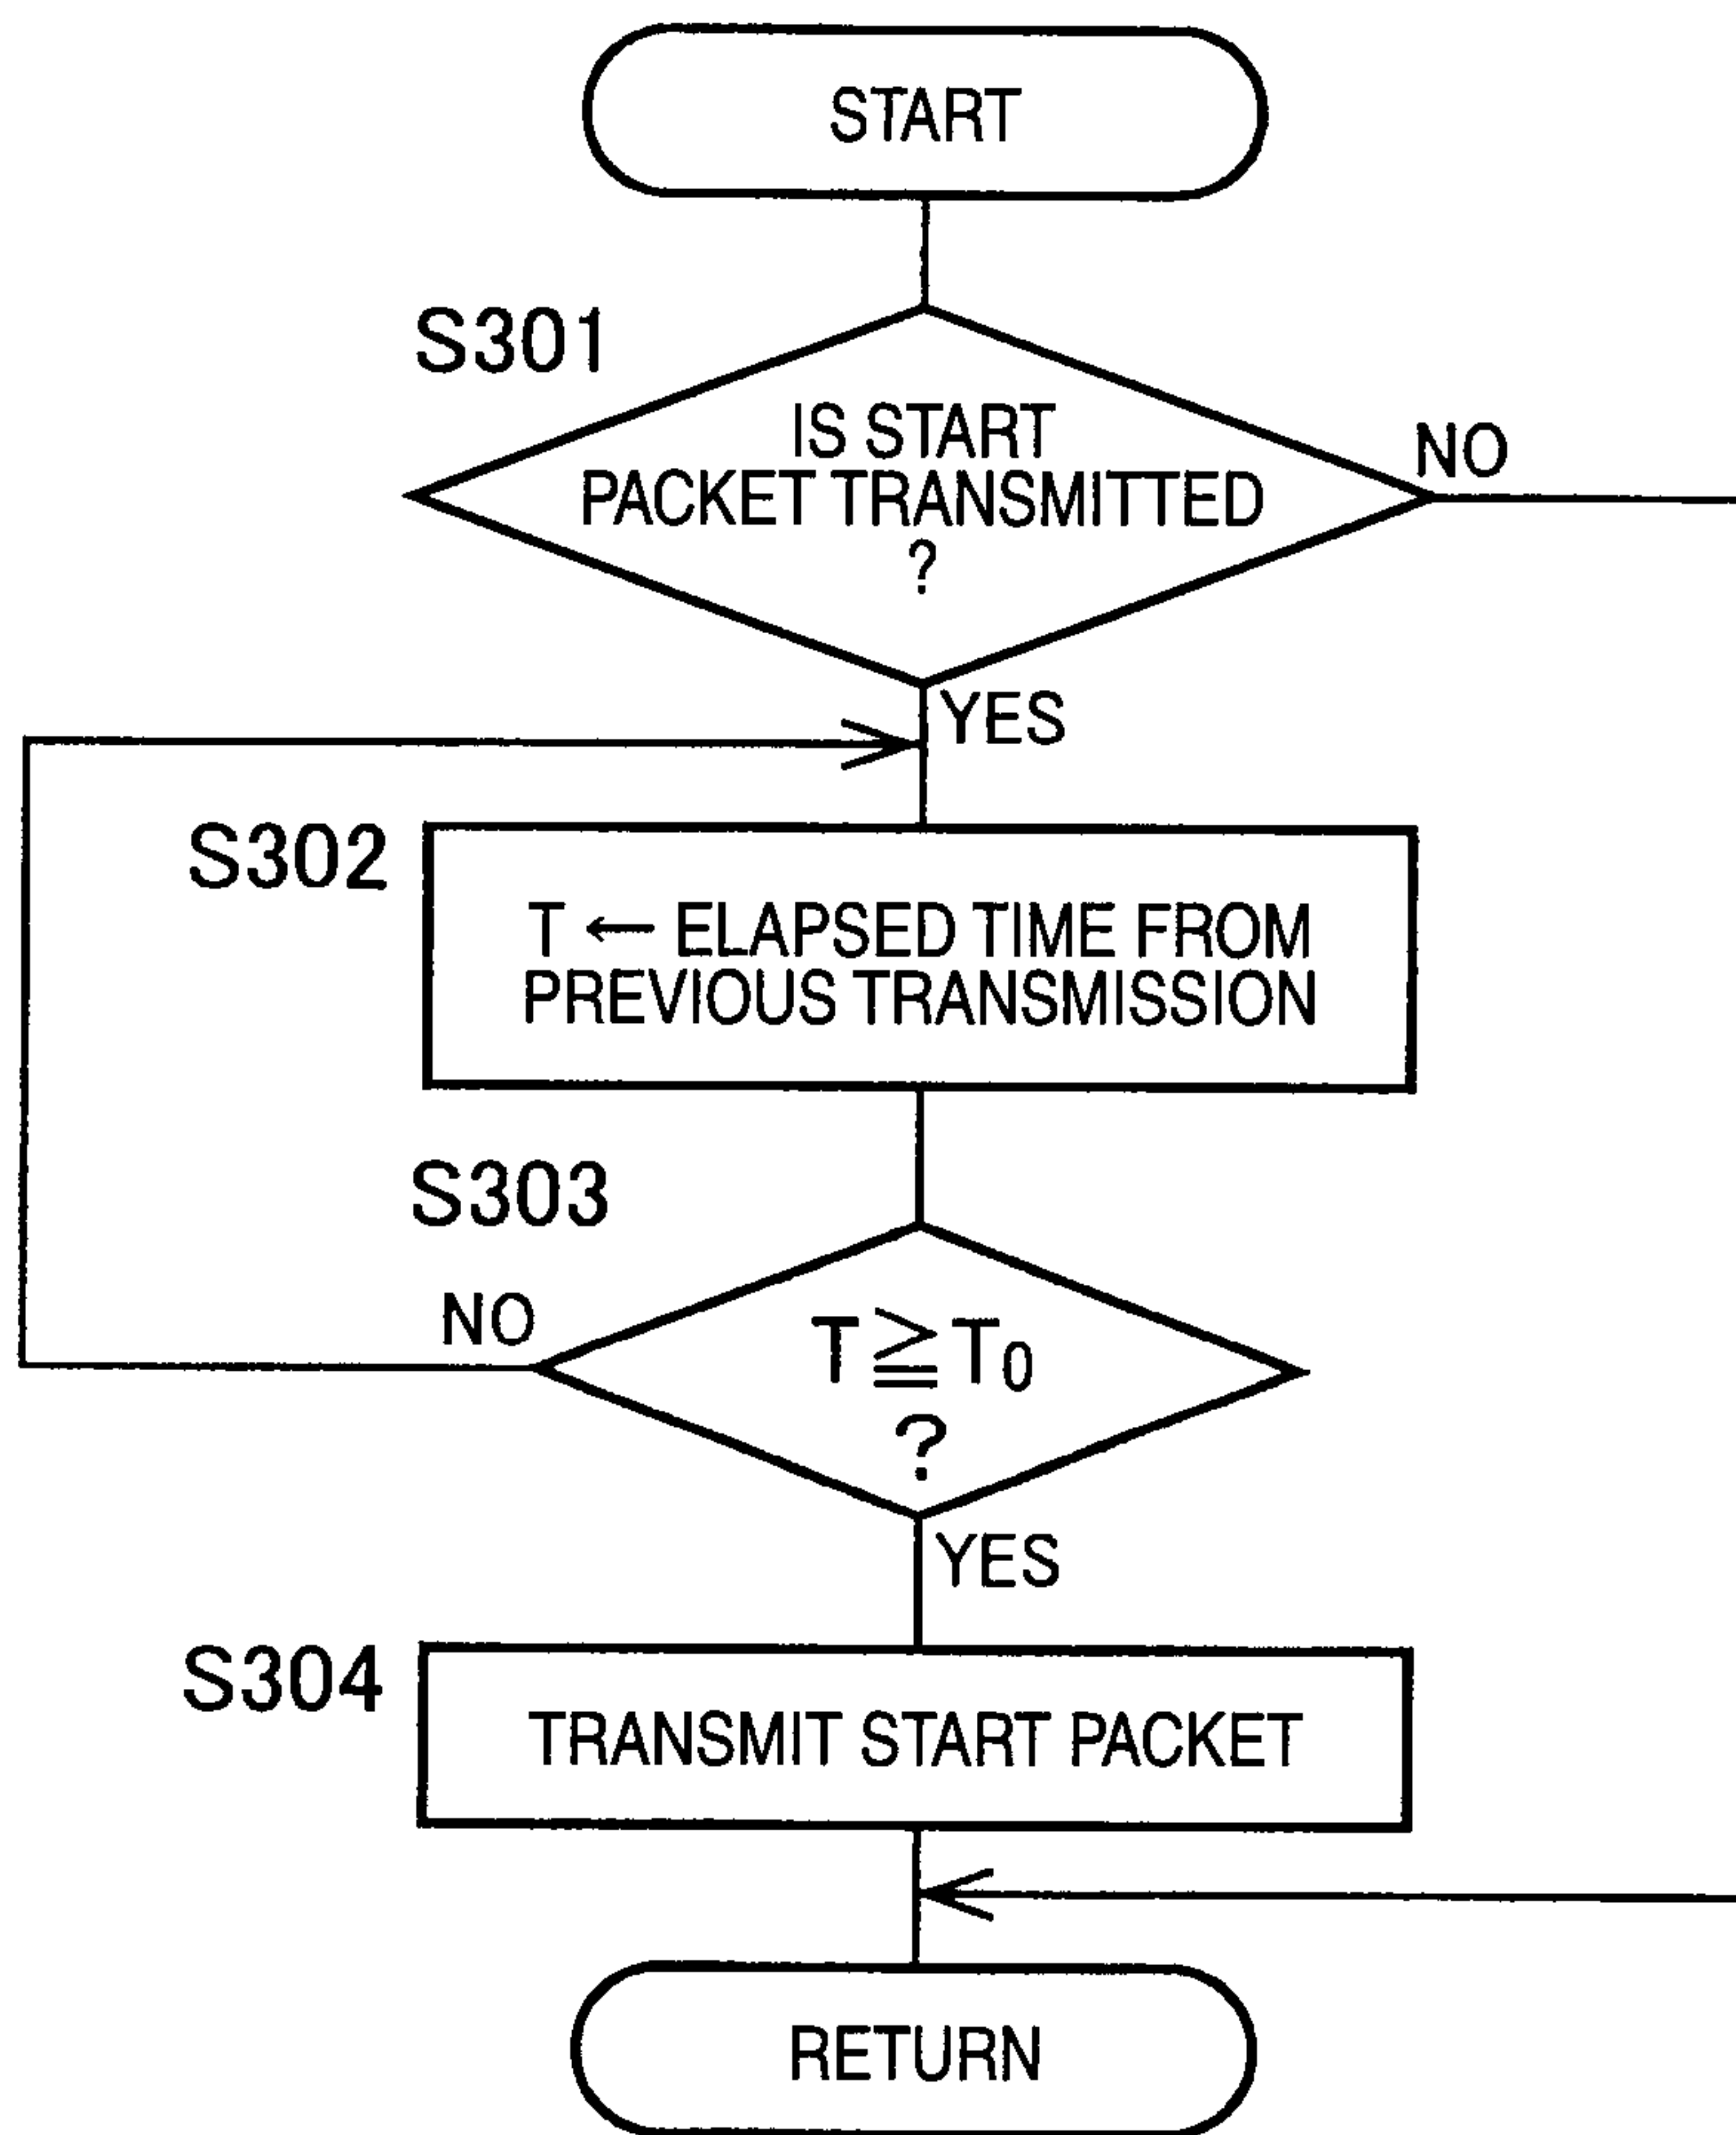 START
S301
IS START
PACKET TRANSMITTED
?
NO
YES
S302
T ← ELAPSED TIME FROM
PREVIOUS TRANSMISSION
S303
NO
T ≧ T0
?
YES
S304
TRANSMIT START PACKET
RETURN